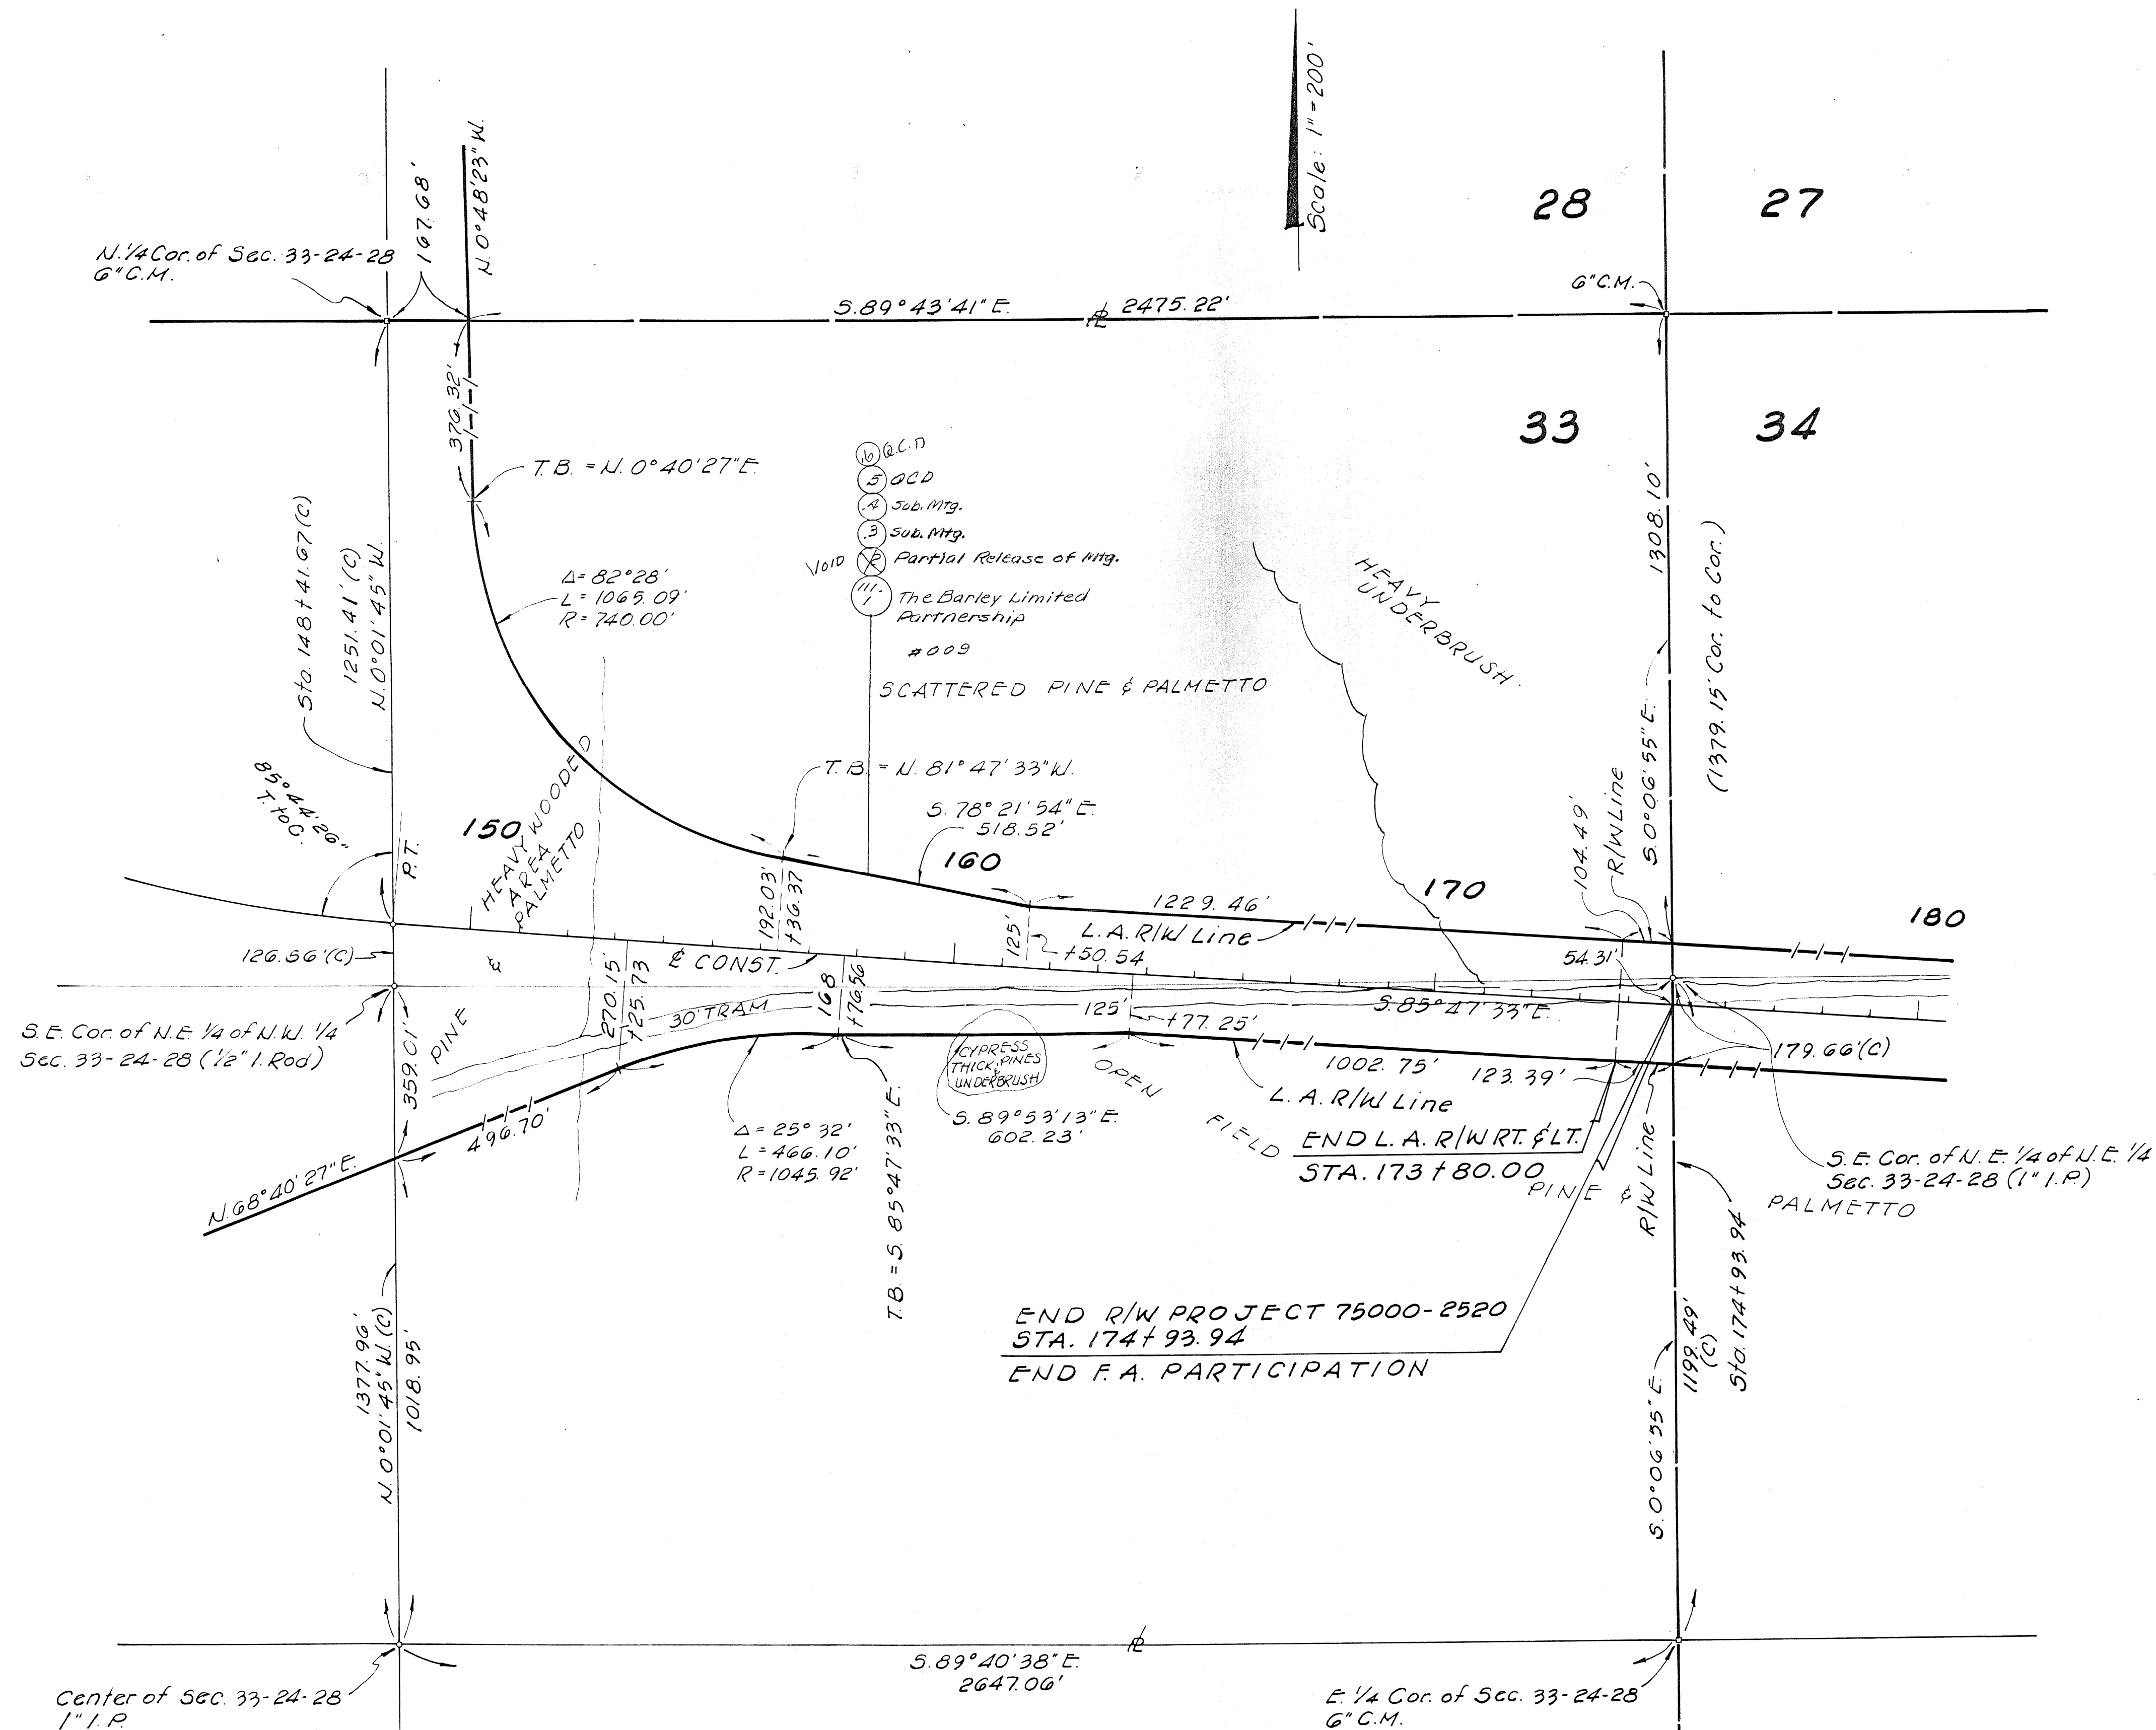 Scale: 1"=200'
28
27
33
34
N. 1/4 Cor. of Sec. 33-24-28
6" C.M.
167.68'
N. 0°48'23" W.
S. 89°43'41" E.
PL
2475.22'
6" C.M.
376.32'
T.B. = N. 0°40'27" E.
Δ = 82°28'
L = 1065.09'
R = 740.00'
.6 Q.C.D
.5 QCD
.4 Sub. Mtg.
.3 Sub. Mtg.
VOID .2 Partial Release of Mtg.
111.1 The Barley Limited
Partnership
#009
SCATTERED PINE & PALMETTO
HEAVY
UNDERBRUSH
1308.10'
S. 0°06'55" E.
(1379.15' Cor. to Cor.)
Sta. 148+41.67 (C)
1251.41' (C)
N. 0°01'45" W.
85°44'26"
T. to C.
P.T.
150
HEAVY WOODED
AREA
PALMETTO
T.B. = N. 81°47'33" W.
S. 78°21'54" E.
518.52'
160
170
180
104.49'
R/W Line
192.03'
+36.37
125'
+50.54
1229.46'
L.A. R/W Line
54.31'
126.56' (C)
&
℄ CONST.
270.15'
+25.73
168
+76.56
30' TRAM
125'
+77.25'
S. 85°47'33" E.
S.E. Cor. of N.E. 1/4 of N.W. 1/4
Sec. 33-24-28 (1/2" I. Rod)
359.01'
PINE
CYPRESS
THICK, PINES
&
UNDERBRUSH
OPEN
FIELD
1002.75'
123.39'
179.66' (C)
L.A. R/W Line
496.70'
N. 68°40'27" E.
Δ = 25°32'
L = 466.10'
R = 1045.92'
T.B. = S. 85°47'33" E.
S. 89°53'13" E.
602.23'
END L.A. R/W RT. & LT.
STA. 173+80.00
PINE &
PALMETTO
R/W Line
S.E. Cor. of N.E. 1/4 of N.E. 1/4
Sec. 33-24-28 (1" I.P.)
Sta. 174+93.94'
END R/W PROJECT 75000-2520
STA. 174+93.94
END F.A. PARTICIPATION
1377.96'
N. 0°01'45" W. (C)
1018.95'
S. 0°06'55" E.
1199.49'
(C)
PL
S. 89°40'38" E.
2647.06'
Center of Sec. 33-24-28
1" I.P.
E. 1/4 Cor. of Sec. 33-24-28
6" C.M.